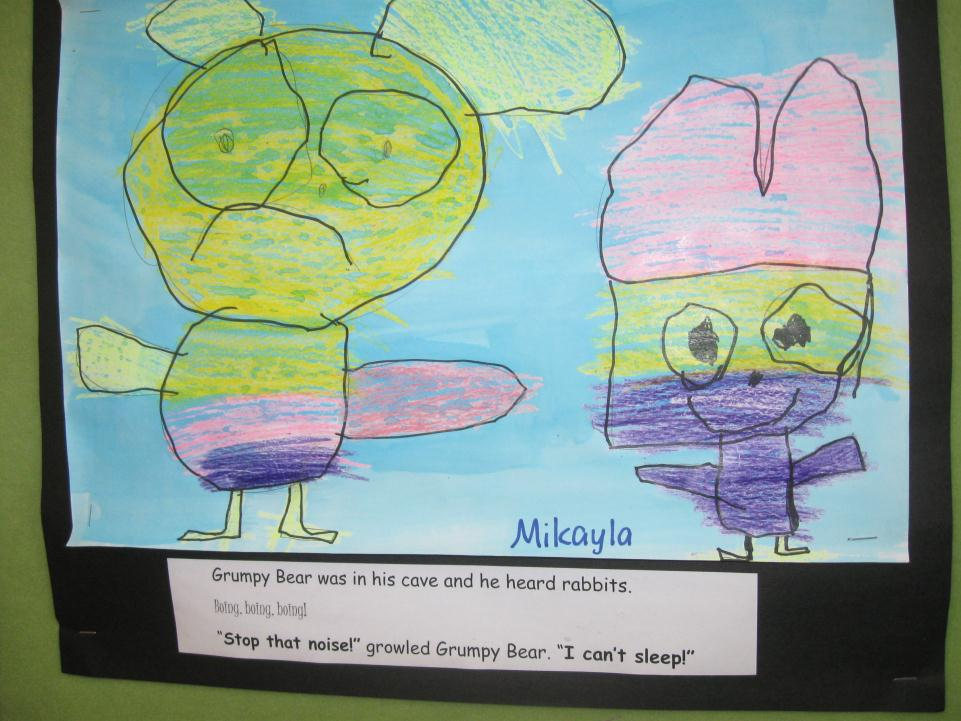 Mikayla
Grumpy Bear was in his cave and he heard rabbits.
Boing, boing, boing!
“Stop that noise!” growled Grumpy Bear. “I can't sleep!”